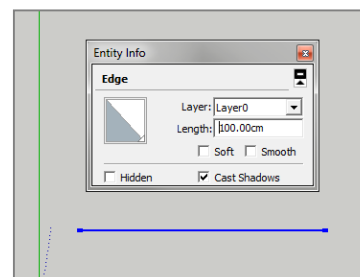 Entity Info
Edge
Layer: Layer0
Length: 100.00cm
Soft Smooth
Hidden Cast Shadows